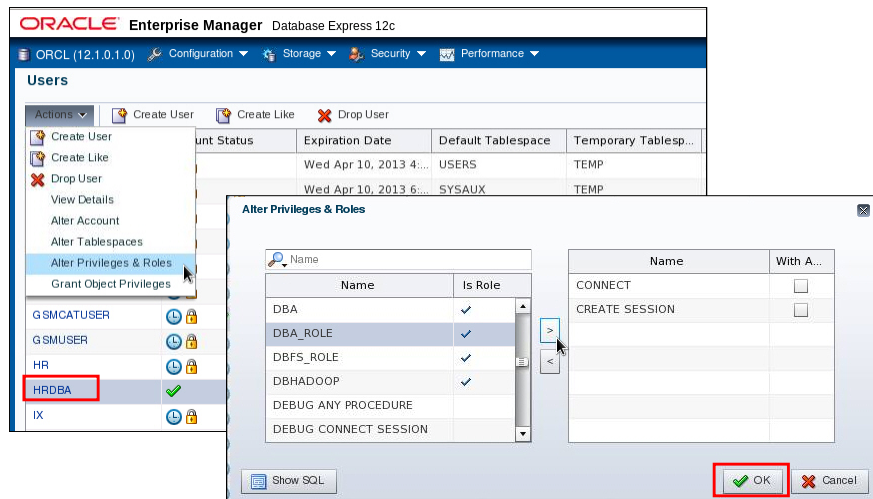 ORACLE Enterprise Manager Database Express 12c
ORCL (12.1.0.1.0) Configuration Storage Security Performance
Users
Actions Create User Create Like Drop User
Create User
Create Like
Drop User
View Details
Alter Account
Alter Tablespaces
Alter Privileges & Roles
Grant Object Privileges
unt Status Expiration Date Default Tablespace Temporary Tablesp...
Wed Apr 10, 2013 4:... USERS TEMP
Wed Apr 10, 2013 6:... SYSAUX TEMP
GSMCATUSER
GSMUSER
HR
HRDBA
IX
Alter Privileges & Roles
Name
Name Is Role
DBA
DBA_ROLE
DBFS_ROLE
DBHADOOP
DEBUG ANY PROCEDURE
DEBUG CONNECT SESSION
>
<
Name With A...
CONNECT
CREATE SESSION
Show SQL OK Cancel